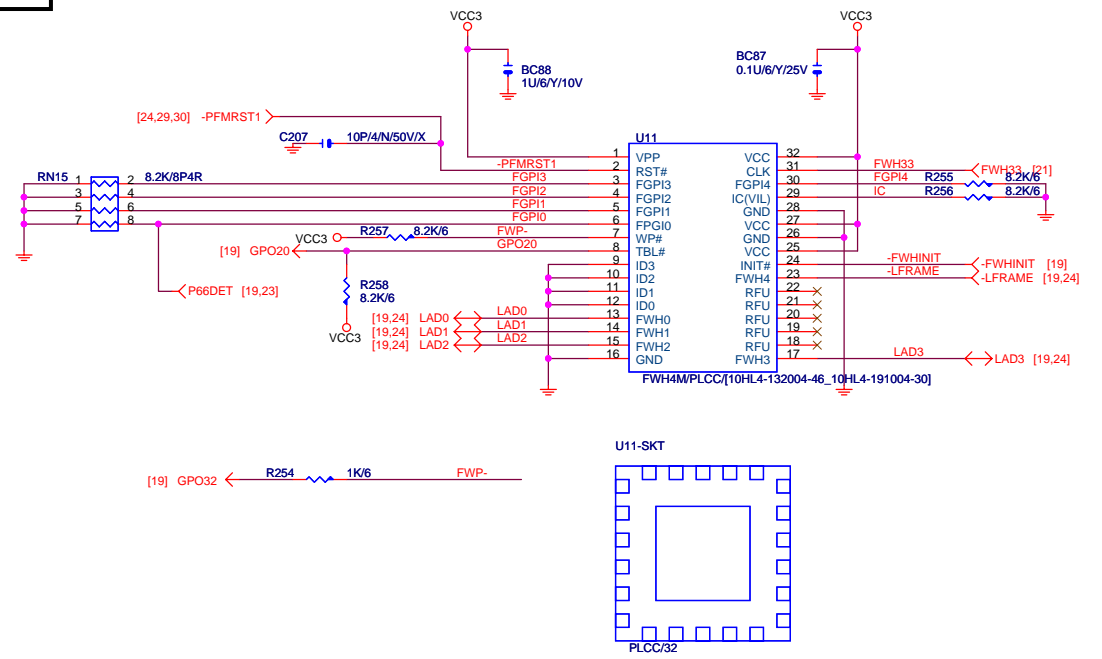 VCC3 VCC3
BC88
1U/6/Y/10V
BC87
0.1U/6/Y/25V
[24,29,30] -PFMRST1
C207 10P/4/N/50V/X
U11
1 VPP VCC 32
-PFMRST1 2 RST# CLK 31 FWH33 FWH33 [21]
RN15 1 2 8.2K/8P4R FGPI3 3 FGPI3 FGPI4 30 FGPI4 R255 8.2K/6
3 4 FGPI2 4 FGPI2 IC(VIL) 29 IC R256 8.2K/6
5 6 FGPI1 5 FGPI1 GND 28
7 8 FGPI0 6 FPGI0 VCC 27
VCC3 R257 8.2K/6 FWP- 7 WP# GND 26
[19] GPO20 GPO20 8 TBL# VCC 25
9 ID3 INIT# 24 -FWHINIT -FWHINIT [19]
10 ID2 FWH4 23 -LFRAME -LFRAME [19,24]
P66DET [19,23] 11 ID1 RFU 22
R258
8.2K/6
12 ID0 RFU 21
[19,24] LAD0 LAD0 13 FWH0 RFU 20
[19,24] LAD1 LAD1 14 FWH1 RFU 19
VCC3
[19,24] LAD2 LAD2 15 FWH2 RFU 18
16 GND FWH3 17 LAD3 LAD3 [19,24]
FWH4M/PLCC/[10HL4-132004-46_10HL4-191004-30]
U11-SKT
[19] GPO32 R254 1K/6 FWP-
PLCC/32